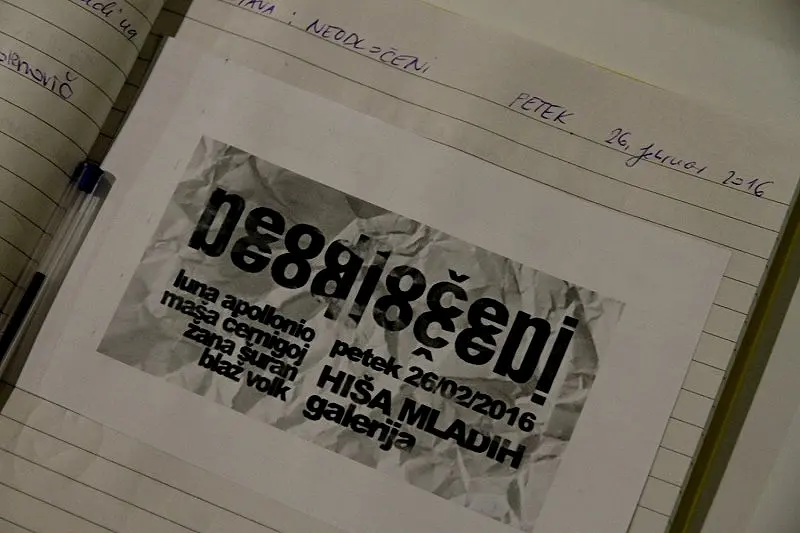 : NEODLOČENI
PETEK, 26. februar 2016
neodločeni
luna apollonio
maša černigoj
žana šuran
blaž volk
petek 26/02/2016
HIŠA MLADIH
galerija